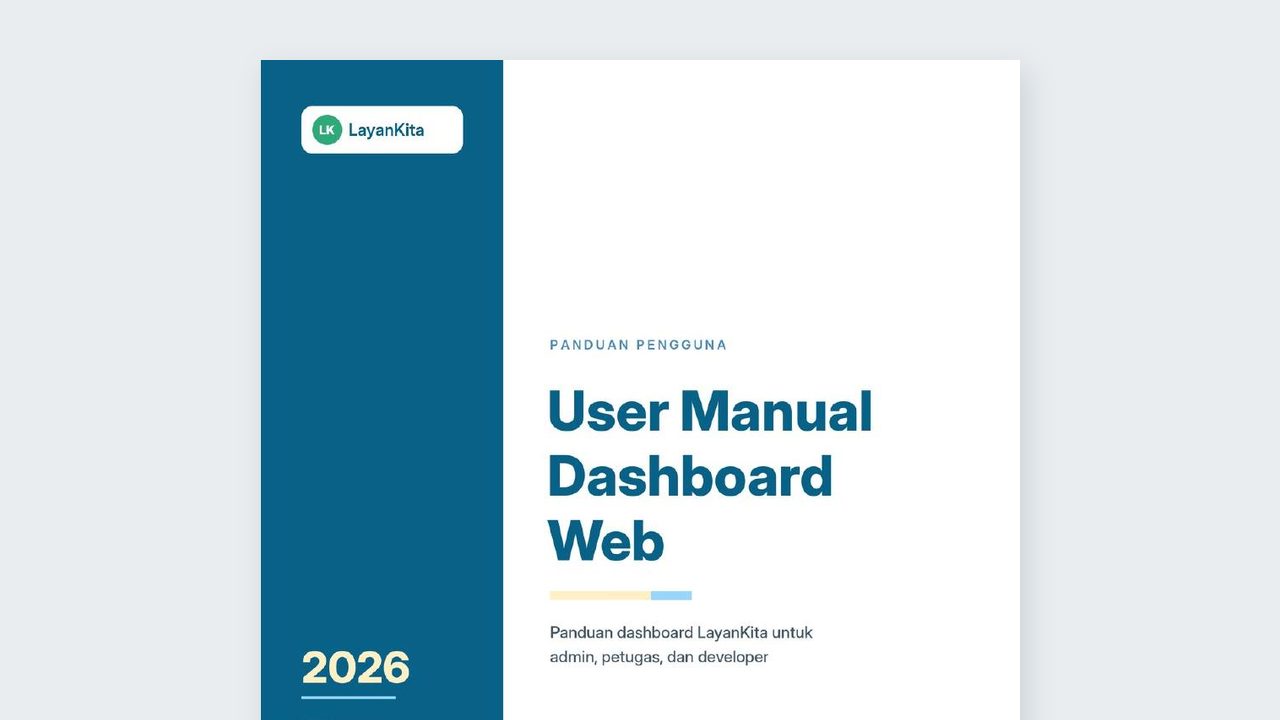 LK LayanKita
PANDUAN PENGGUNA
User Manual
Dashboard
Web
Panduan dashboard LayanKita untuk
admin, petugas, dan developer
2026